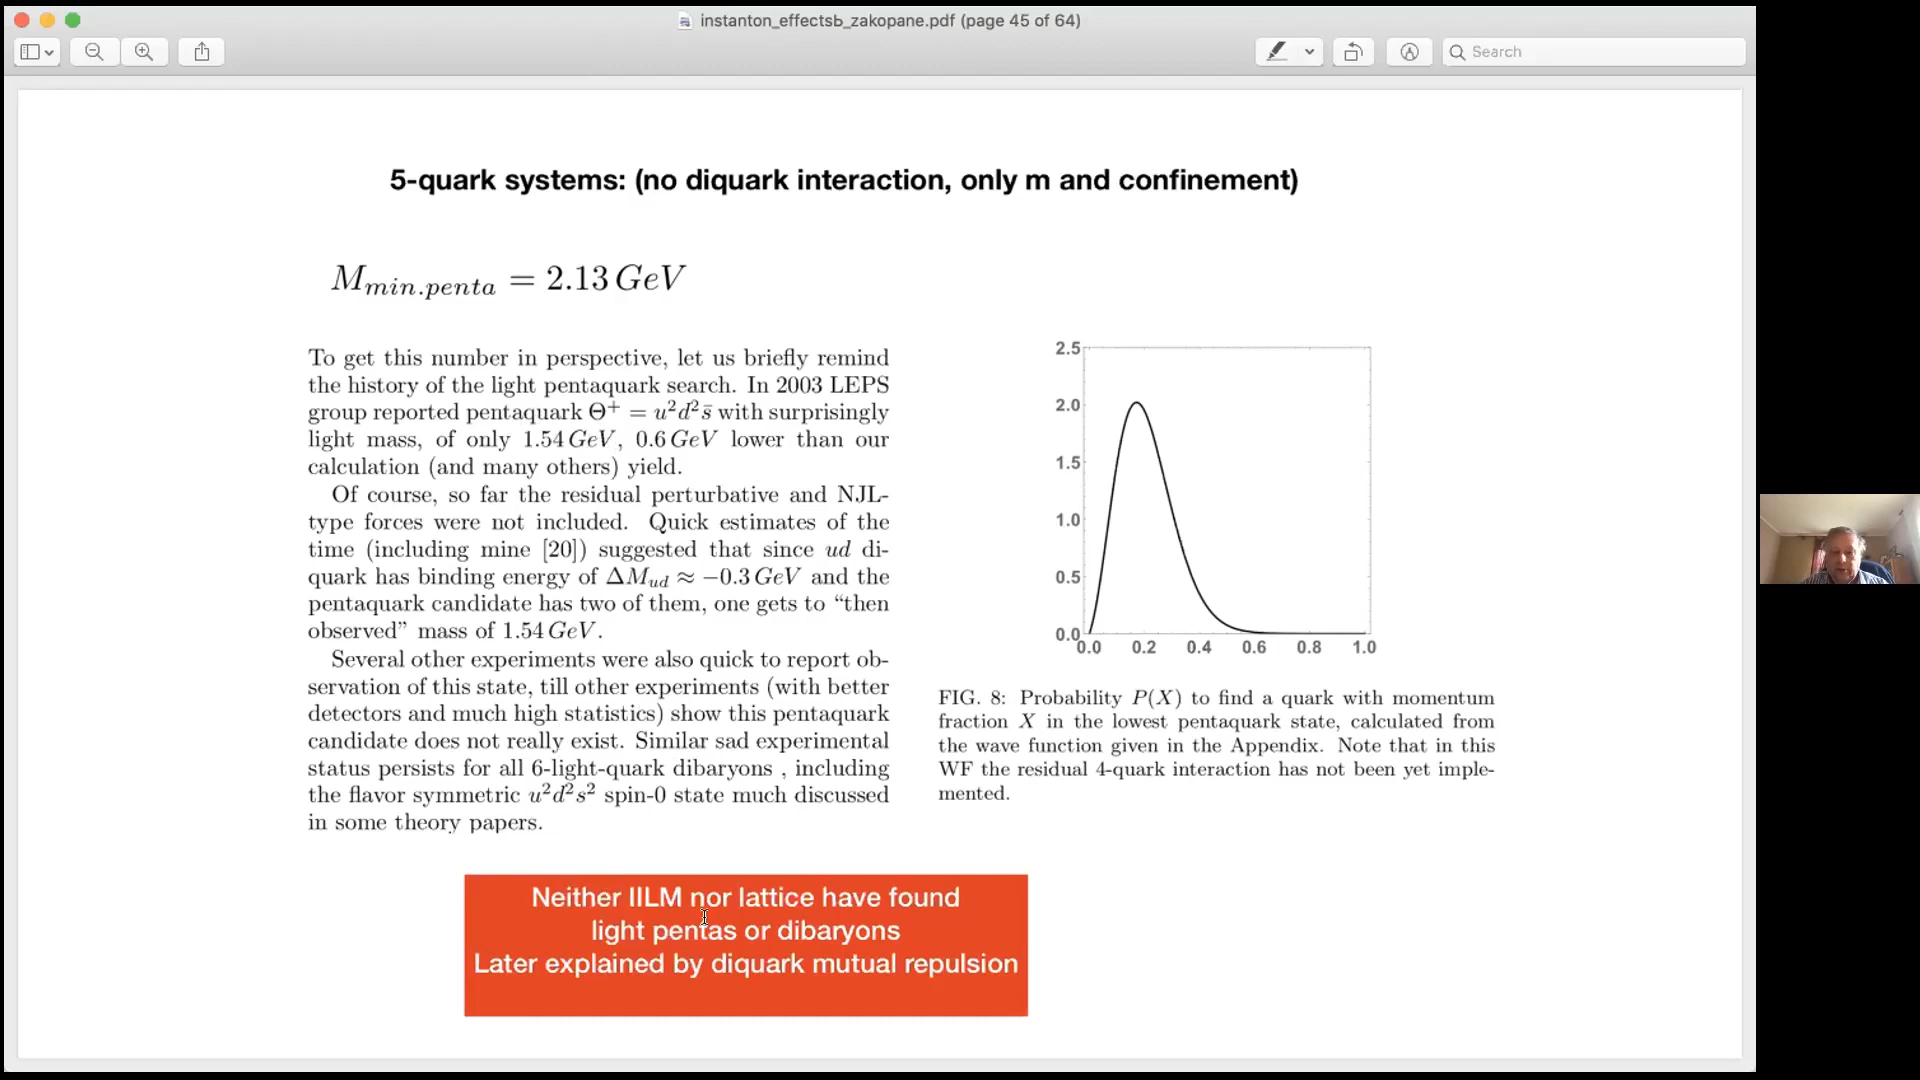 instanton_effectsb_zakopane.pdf (page 45 of 64)
Search
5-quark systems: (no diquark interaction, only m and confinement)
M_{min.penta} = 2.13 GeV
To get this number in perspective, let us briefly remind
the history of the light pentaquark search. In 2003 LEPS
group reported pentaquark Θ⁺ = u²d²s̄ with surprisingly
light mass, of only 1.54 GeV, 0.6 GeV lower than our
calculation (and many others) yield.
Of course, so far the residual perturbative and NJL-
type forces were not included. Quick estimates of the
time (including mine [20]) suggested that since ud di-
quark has binding energy of ΔM_{ud} ≈ −0.3 GeV and the
pentaquark candidate has two of them, one gets to “then
observed” mass of 1.54 GeV.
Several other experiments were also quick to report ob-
servation of this state, till other experiments (with better
detectors and much high statistics) show this pentaquark
candidate does not really exist. Similar sad experimental
status persists for all 6-light-quark dibaryons , including
the flavor symmetric u²d²s² spin-0 state much discussed
in some theory papers.
2.5
2.0
1.5
1.0
0.5
0.0
0.0 0.2 0.4 0.6 0.8 1.0
FIG. 8: Probability P(X) to find a quark with momentum
fraction X in the lowest pentaquark state, calculated from
the wave function given in the Appendix. Note that in this
WF the residual 4-quark interaction has not been yet imple-
mented.
Neither IILM nor lattice have found
light pentas or dibaryons
Later explained by diquark mutual repulsion